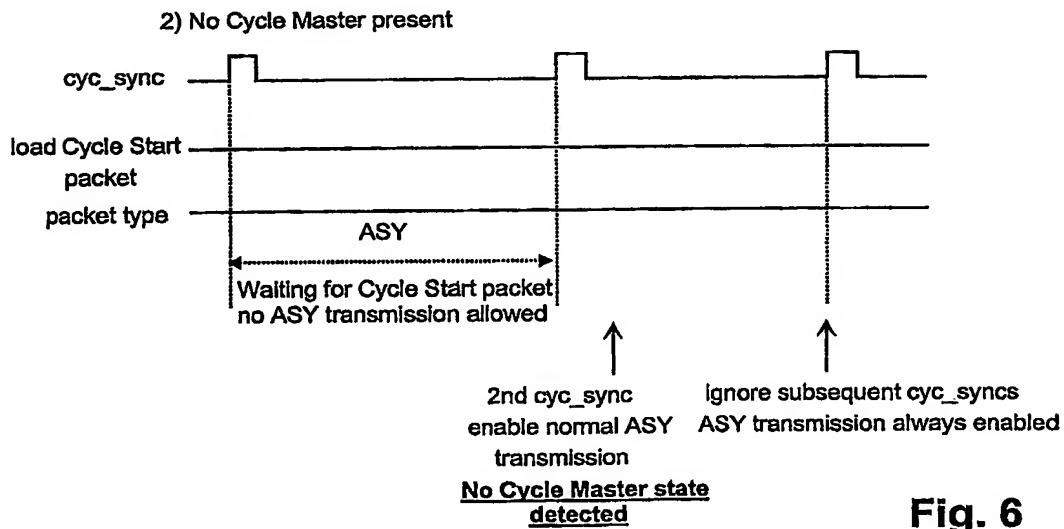 2) No Cycle Master present
cyc_sync
load Cycle Start
packet
packet type
ASY
Waiting for Cycle Start packet
no ASY transmission allowed
2nd cyc_sync
enable normal ASY
transmission
No Cycle Master state
detected
ignore subsequent cyc_syncs
ASY transmission always enabled
Fig. 6